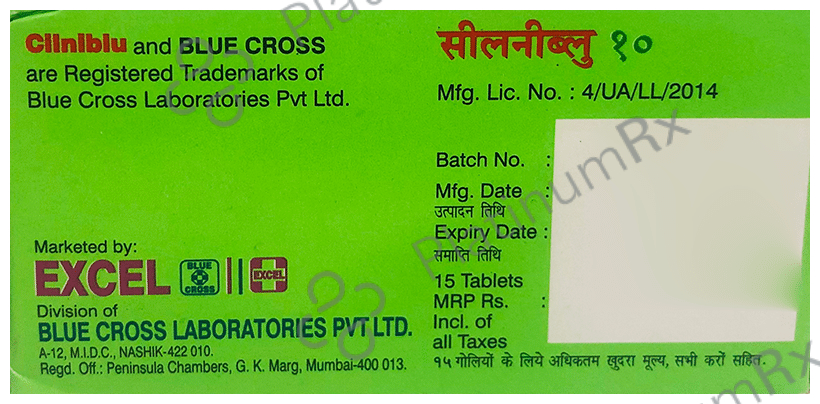 Cilniblu and BLUE CROSS
are Registered Trademarks of
Blue Cross Laboratories Pvt Ltd.
Marketed by:
EXCEL BLUE CROSS EXCEL
Division of
BLUE CROSS LABORATORIES PVT LTD.
A-12, M.I.D.C., NASHIK-422 010.
Regd. Off.: Peninsula Chambers, G. K. Marg, Mumbai-400 013.
सीलनीब्लु १०
Mfg. Lic. No. : 4/UA/LL/2014
Batch No. :
Mfg. Date :
उत्पादन तिथि
Expiry Date :
समाप्ति तिथि
15 Tablets
MRP Rs. :
Incl. of
all Taxes
१५ गोलियों के लिये अधिकतम खुदरा मूल्य, सभी करों सहित.
PlatinumRx